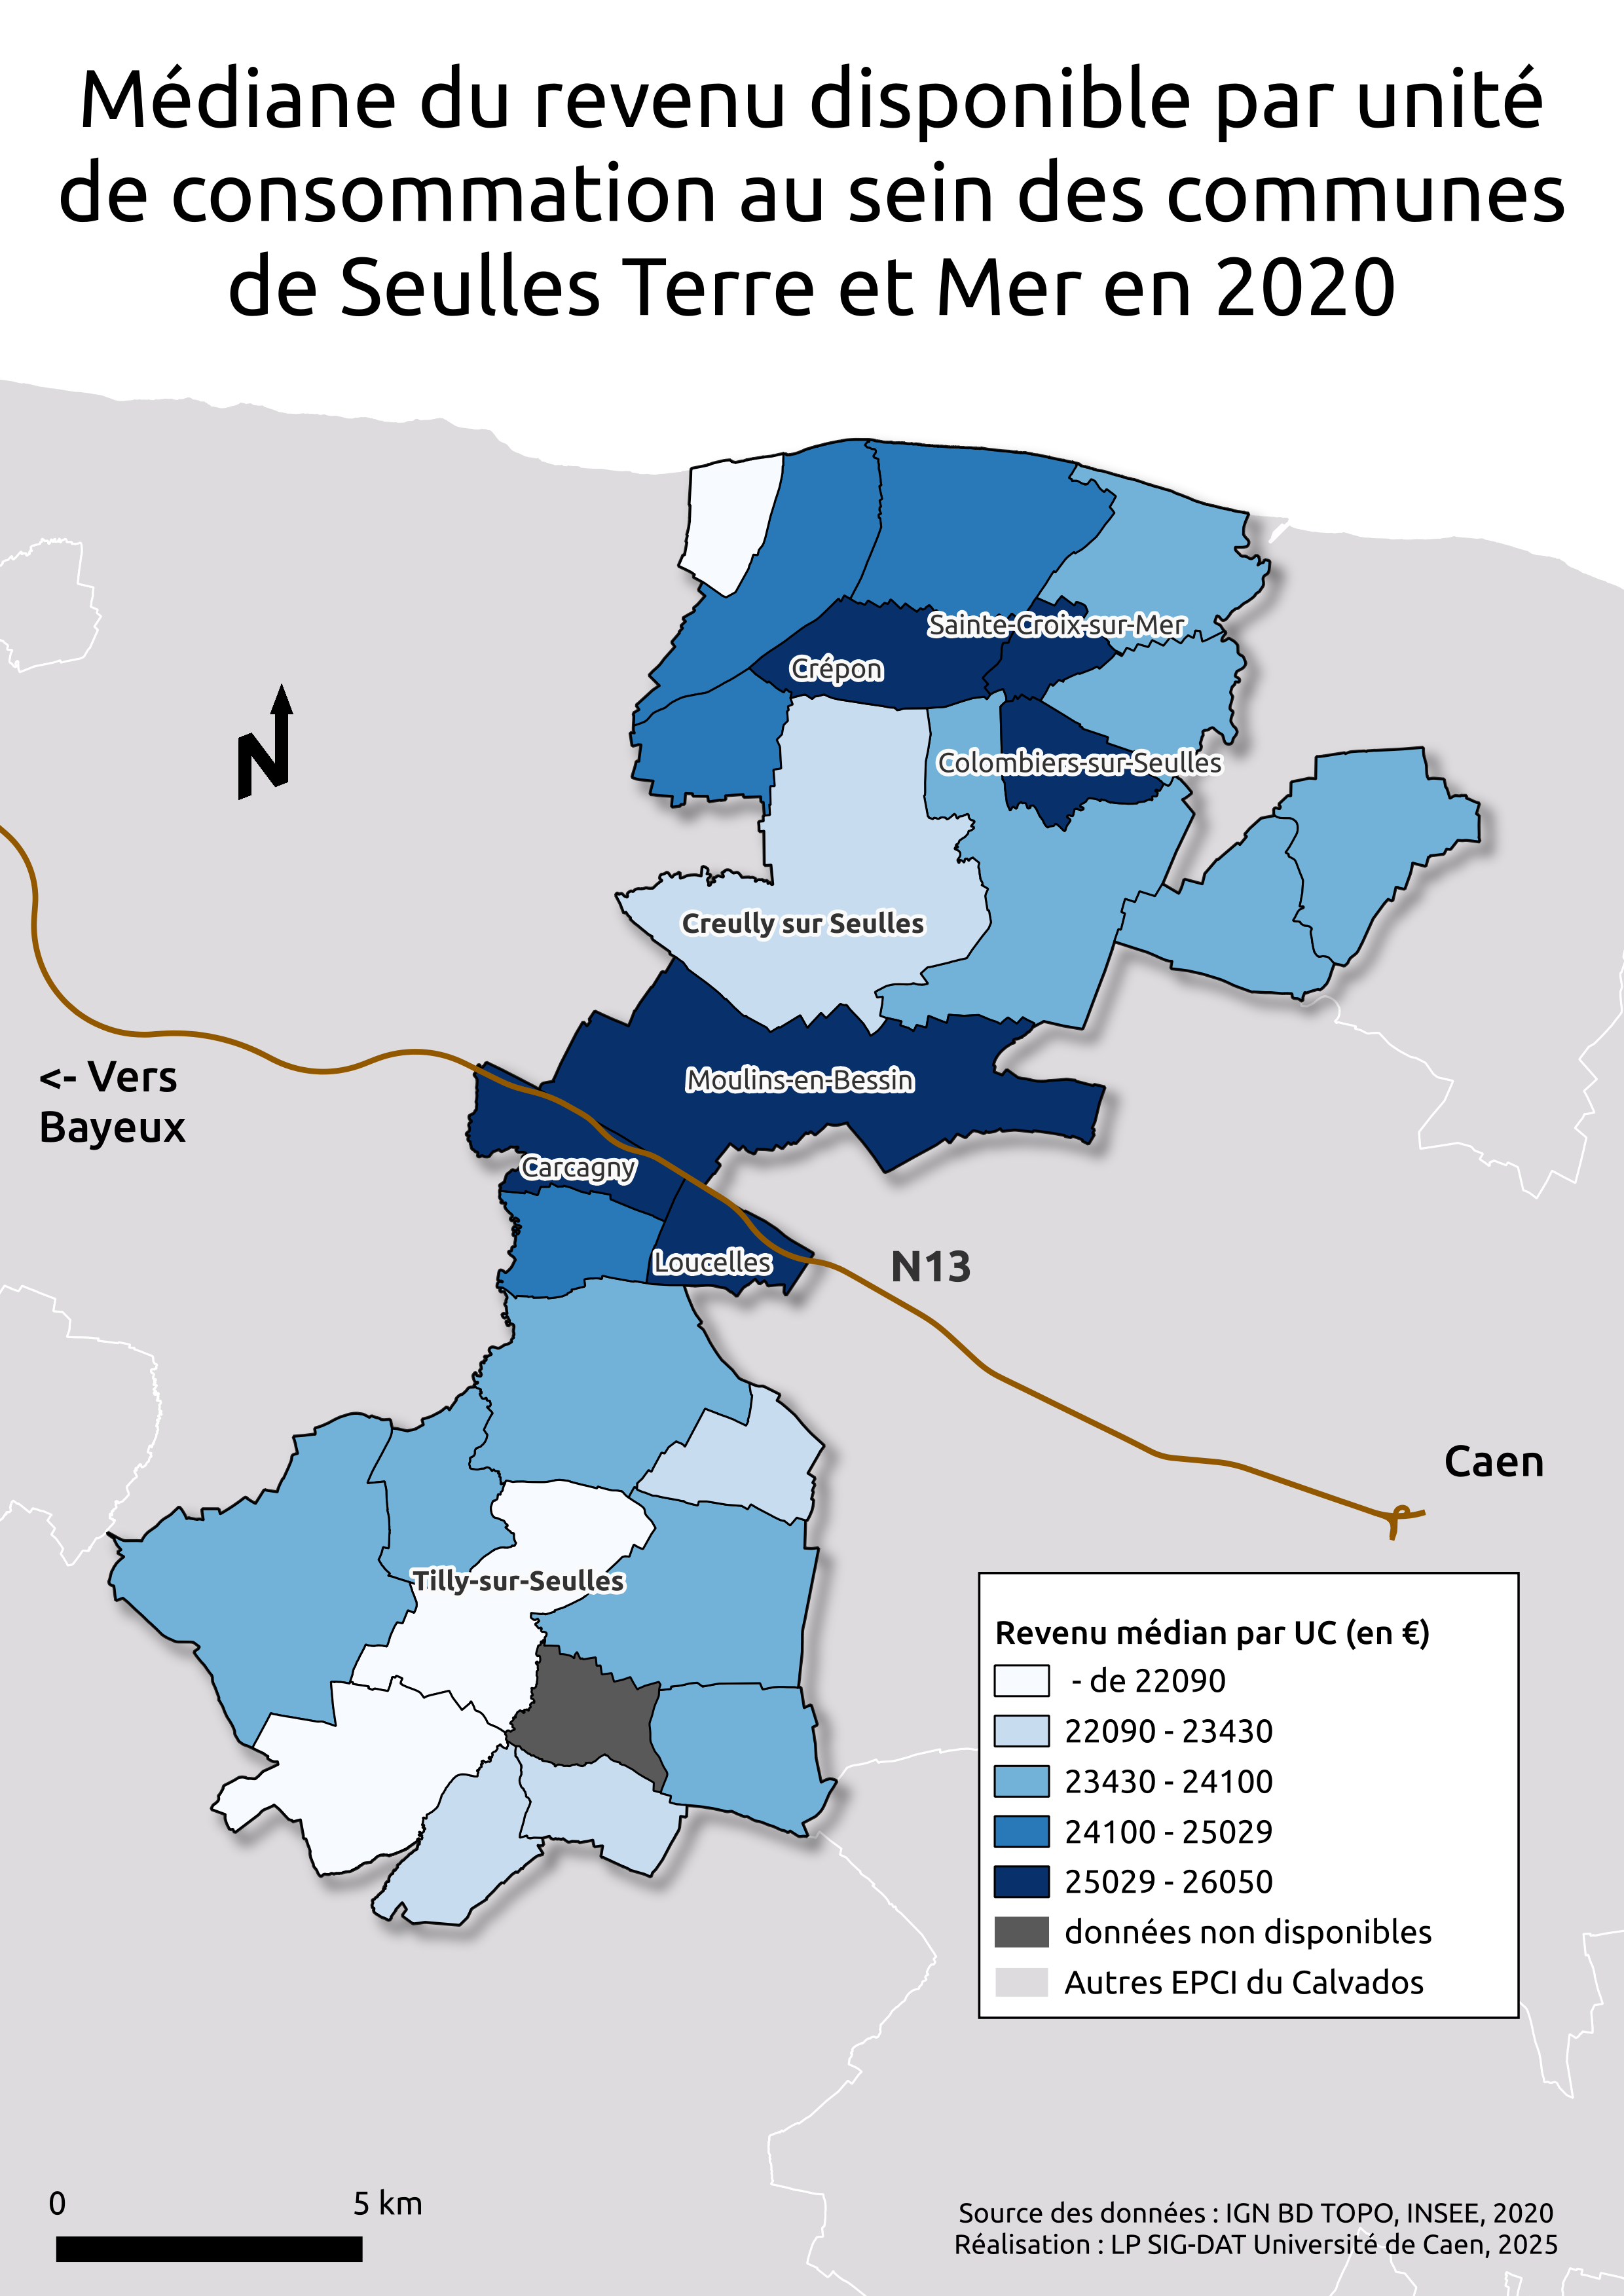 Médiane du revenu disponible par unité
de consommation au sein des communes
de Seulles Terre et Mer en 2020
Sainte-Croix-sur-Mer
Crépon
N
Colombiers-sur-Seulles
Creully sur Seulles
<- Vers
Bayeux
Moulins-en-Bessin
Carcagny
Loucelles
N13
Caen
Tilly-sur-Seulles
Revenu médian par UC (en €)
- de 22090
22090 - 23430
23430 - 24100
24100 - 25029
25029 - 26050
données non disponibles
Autres EPCI du Calvados
0 5 km
Source des données : IGN BD TOPO, INSEE, 2020
Réalisation : LP SIG-DAT Université de Caen, 2025